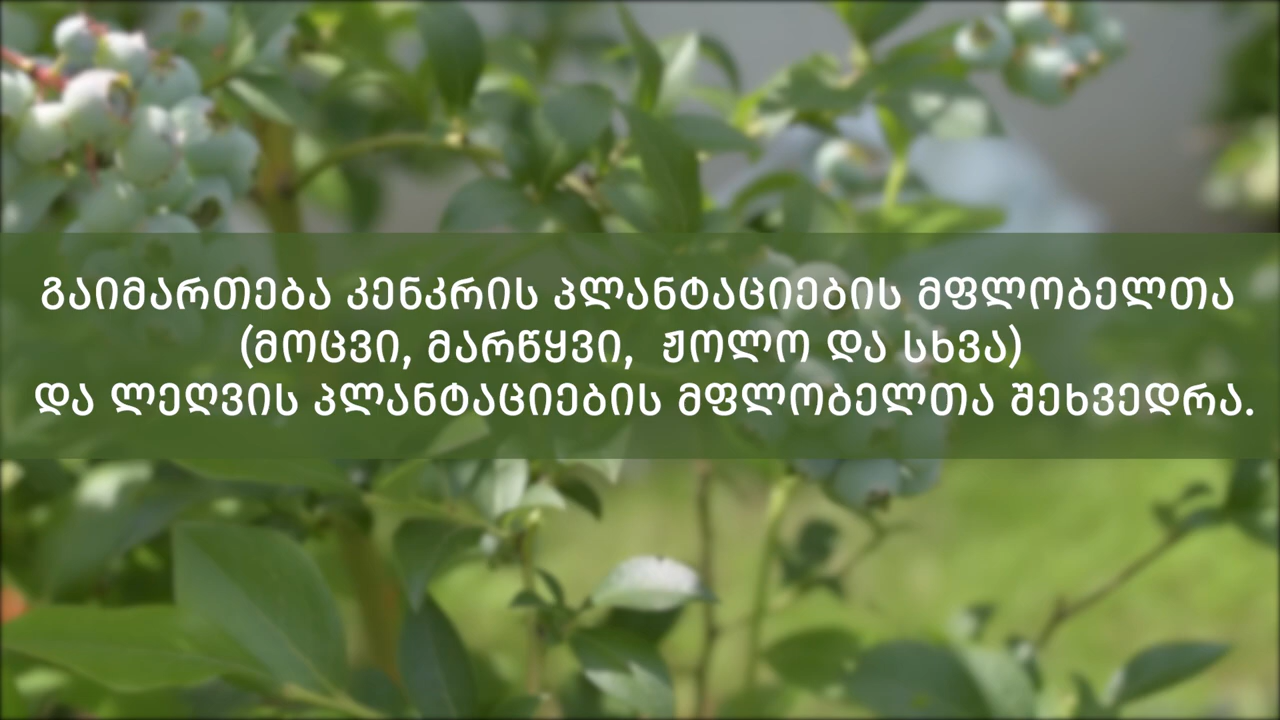 გაიმართება კენკრის პლანტაციების მფლობელთა
(მოცვი, მარწყვი, ჟოლო და სხვა)
და ლეღვის პლანტაციების მფლობელთა შეხვედრა.